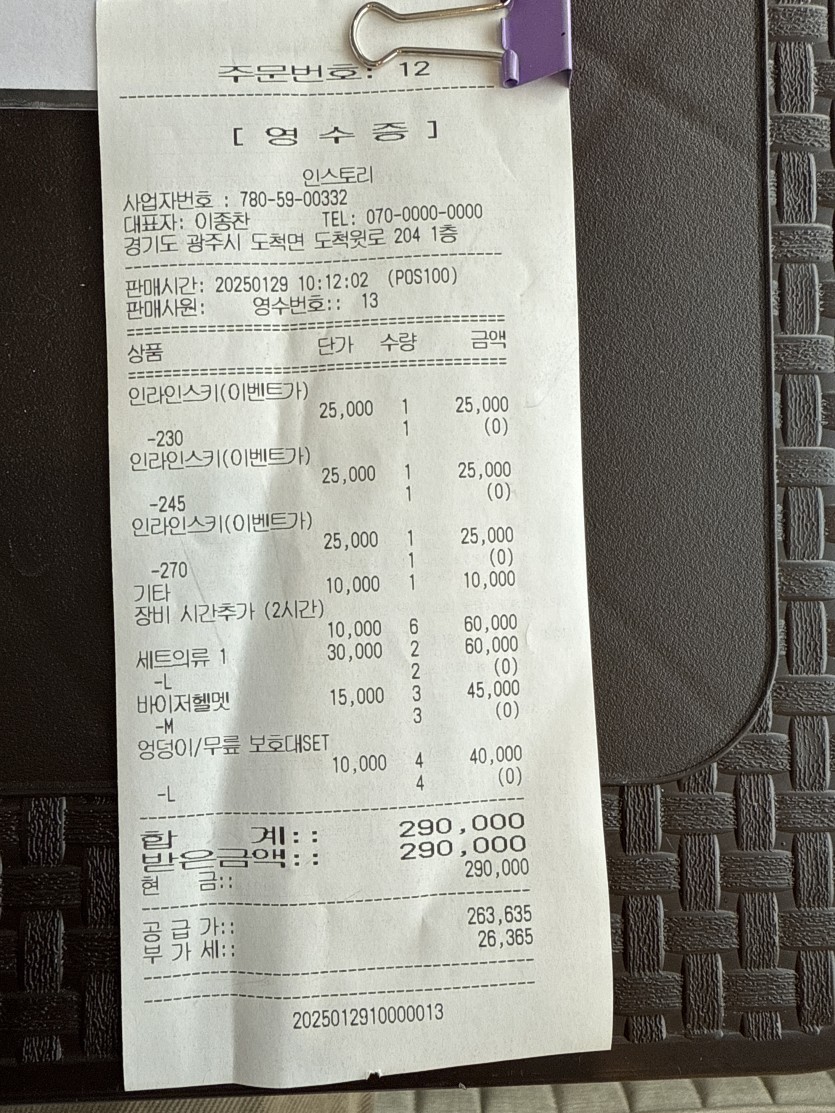 주문번호: 12
[ 영 수 증 ]
인스토리
사업자번호 : 780-59-00332
대표자: 이종찬 TEL: 070-0000-0000
경기도 광주시 도척면 도척윗로 204 1층
판매시간: 20250129 10:12:02 (POS100)
판매사원: 영수번호:: 13
상품 단가 수량 금액
인라인스키(이벤트가)
25,000 1 25,000
-230 1 (0)
인라인스키(이벤트가)
25,000 1 25,000
-245 1 (0)
인라인스키(이벤트가)
25,000 1 25,000
-270 1 (0)
기타 10,000 1 10,000
장비 시간추가 (2시간)
10,000 6 60,000
세트의류 1 30,000 2 60,000
-L 2 (0)
바이저헬멧 15,000 3 45,000
-M 3 (0)
엉덩이/무릎 보호대SET
10,000 4 40,000
-L 4 (0)
합 계:: 290,000
받은금액:: 290,000
현 금:: 290,000
공 급 가:: 263,635
부 가 세:: 26,365
2025012910000013